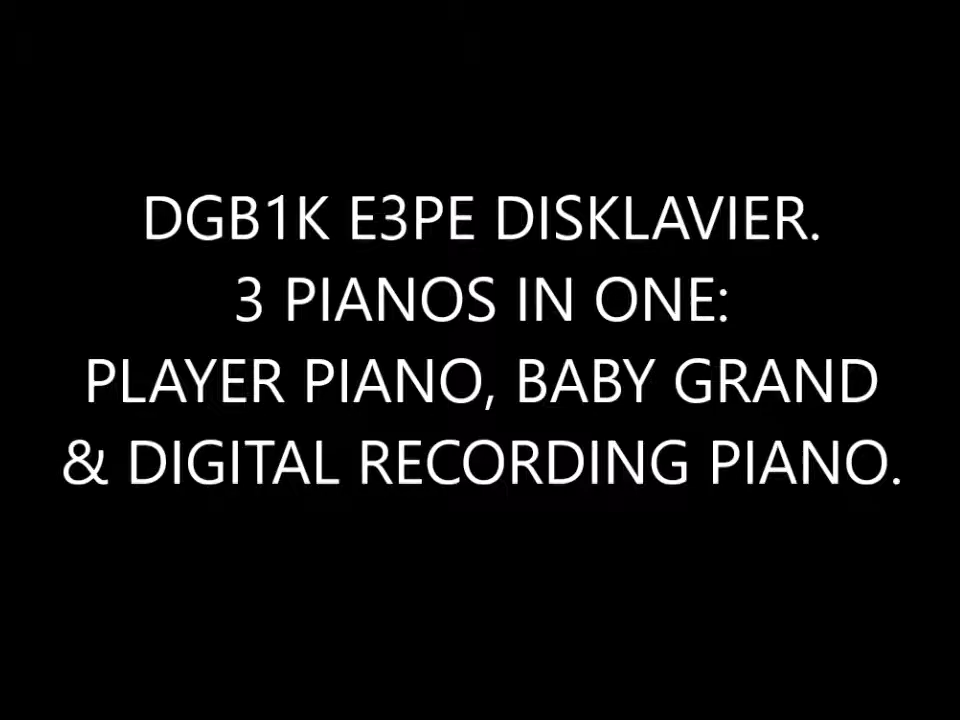 DGB1K E3PE DISKLAVIER.
3 PIANOS IN ONE:
PLAYER PIANO, BABY GRAND
& DIGITAL RECORDING PIANO.